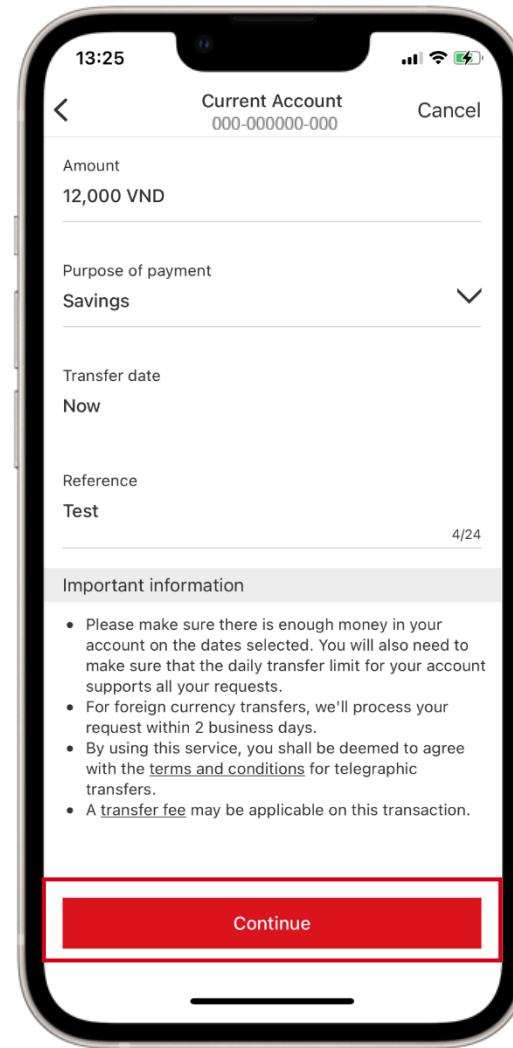 13:25
Current Account
000-000000-000
Cancel
Amount
12,000 VND
Purpose of payment
Savings
Transfer date
Now
Reference
Test
4/24
Important information
• Please make sure there is enough money in your
account on the dates selected. You will also need to
make sure that the daily transfer limit for your account
supports all your requests.
• For foreign currency transfers, we'll process your
request within 2 business days.
• By using this service, you shall be deemed to agree
with the terms and conditions for telegraphic
transfers.
• A transfer fee may be applicable on this transaction.
Continue